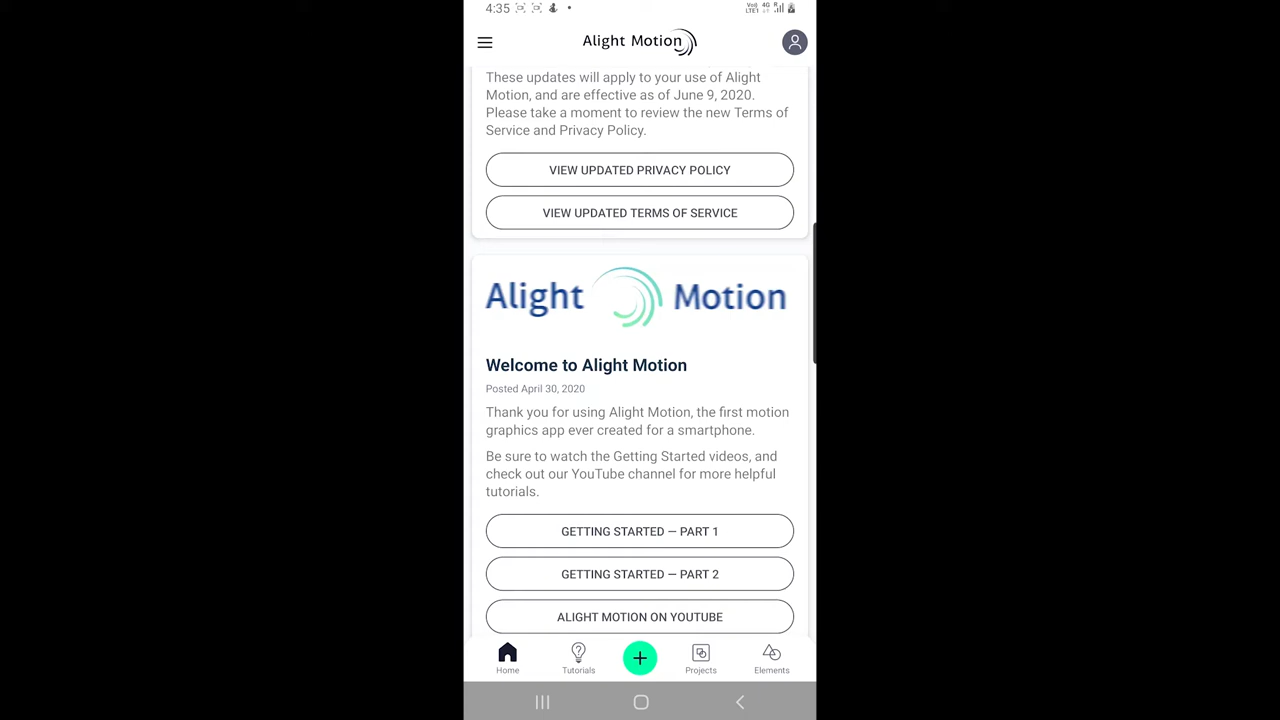 4:35
Alight Motion
These updates will apply to your use of Alight
Motion, and are effective as of June 9, 2020.
Please take a moment to review the new Terms of
Service and Privacy Policy.
VIEW UPDATED PRIVACY POLICY
VIEW UPDATED TERMS OF SERVICE
Alight Motion
Welcome to Alight Motion
Posted April 30, 2020
Thank you for using Alight Motion, the first motion
graphics app ever created for a smartphone.
Be sure to watch the Getting Started videos, and
check out our YouTube channel for more helpful
tutorials.
GETTING STARTED — PART 1
GETTING STARTED — PART 2
ALIGHT MOTION ON YOUTUBE
Home Tutorials Projects Elements